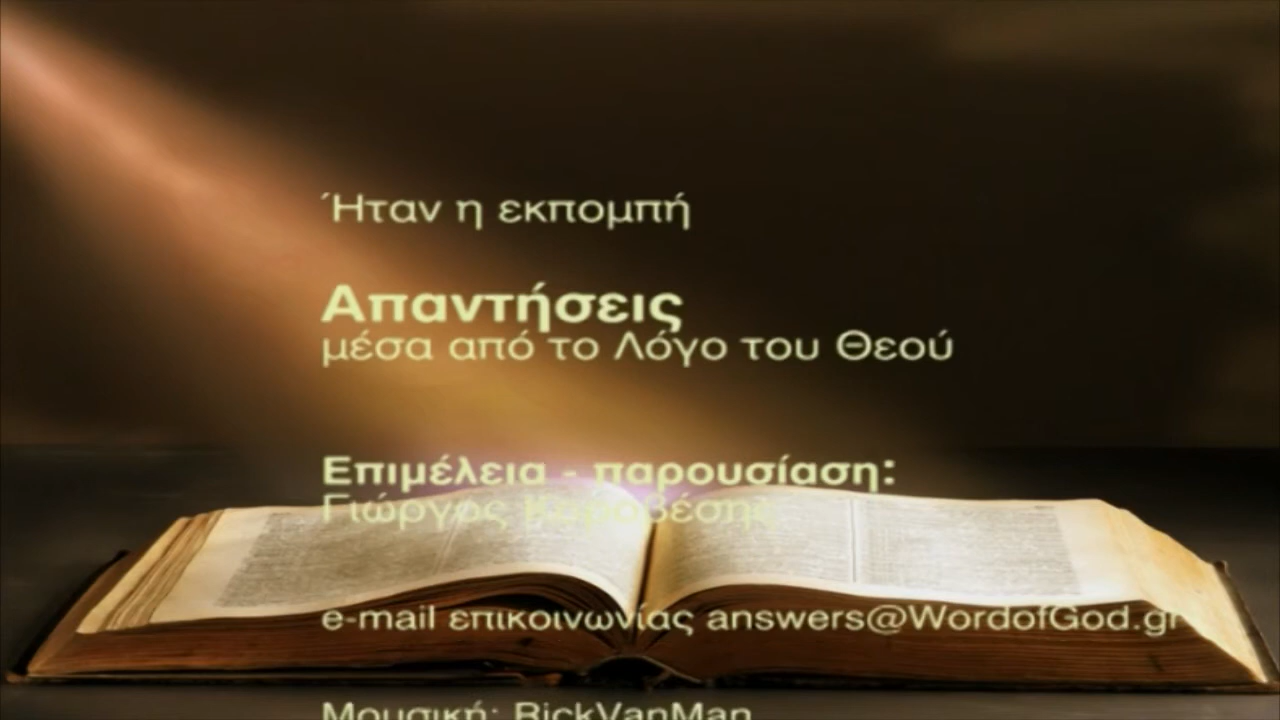 Ήταν η εκπομπή
Απαντήσεις
μέσα από το Λόγο του Θεού
Επιμέλεια - παρουσίαση:
Γιώργος
e-mail επικοινωνίας answers@WordofGod.gr
Μουσική: RickVanMan